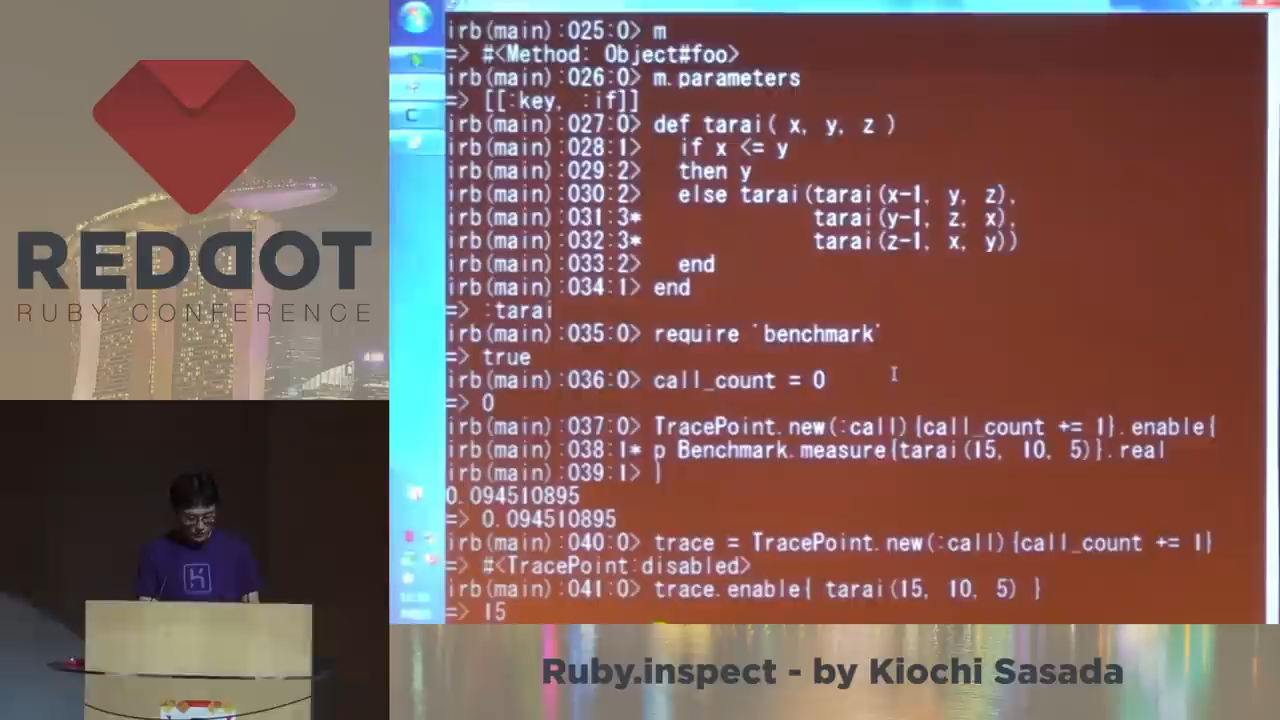 REDDOT
RUBY CONFERENCE
irb(main):025:0> m
=> #<Method: Object#foo>
irb(main):026:0> m.parameters
=> [[:key, :if]]
irb(main):027:0> def tarai( x, y, z )
irb(main):028:1>   if x <= y
irb(main):029:2>   then y
irb(main):030:2>   else tarai(tarai(x-1, y, z),
irb(main):031:3*              tarai(y-1, z, x),
irb(main):032:3*              tarai(z-1, x, y))
irb(main):033:2>   end
irb(main):034:1> end
=> :tarai
irb(main):035:0> require 'benchmark'
=> true
irb(main):036:0> call_count = 0
=> 0
irb(main):037:0> TracePoint.new(:call){call_count += 1}.enable{
irb(main):038:1* p Benchmark.measure{tarai(15, 10, 5)}.real
irb(main):039:1> }
0.094510895
=> 0.094510895
irb(main):040:0> trace = TracePoint.new(:call){call_count += 1}
=> #<TracePoint:disabled>
irb(main):041:0> trace.enable{ tarai(15, 10, 5) }
=> 15
Ruby.inspect - by Kiochi Sasada